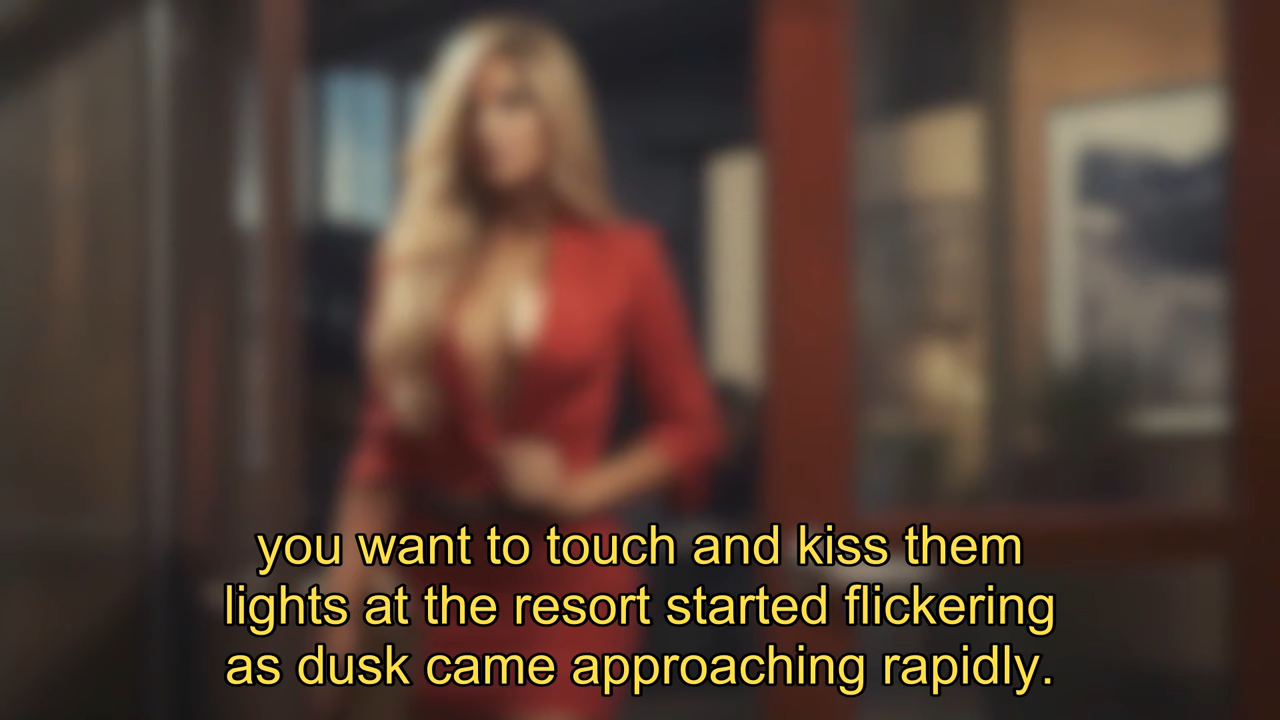 you want to touch and kiss them
lights at the resort started flickering
as dusk came approaching rapidly.